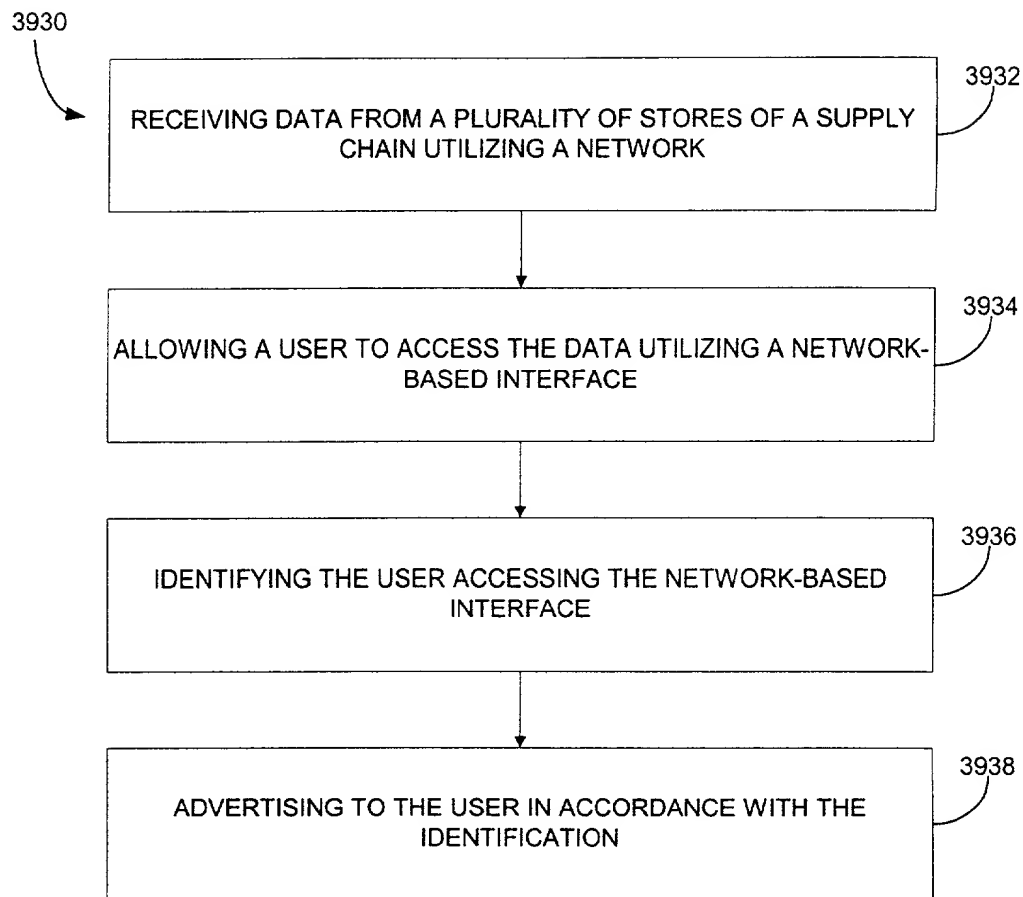 3930
3932
RECEIVING DATA FROM A PLURALITY OF STORES OF A SUPPLY
CHAIN UTILIZING A NETWORK
3934
ALLOWING A USER TO ACCESS THE DATA UTILIZING A NETWORK-
BASED INTERFACE
3936
IDENTIFYING THE USER ACCESSING THE NETWORK-BASED
INTERFACE
3938
ADVERTISING TO THE USER IN ACCORDANCE WITH THE
IDENTIFICATION